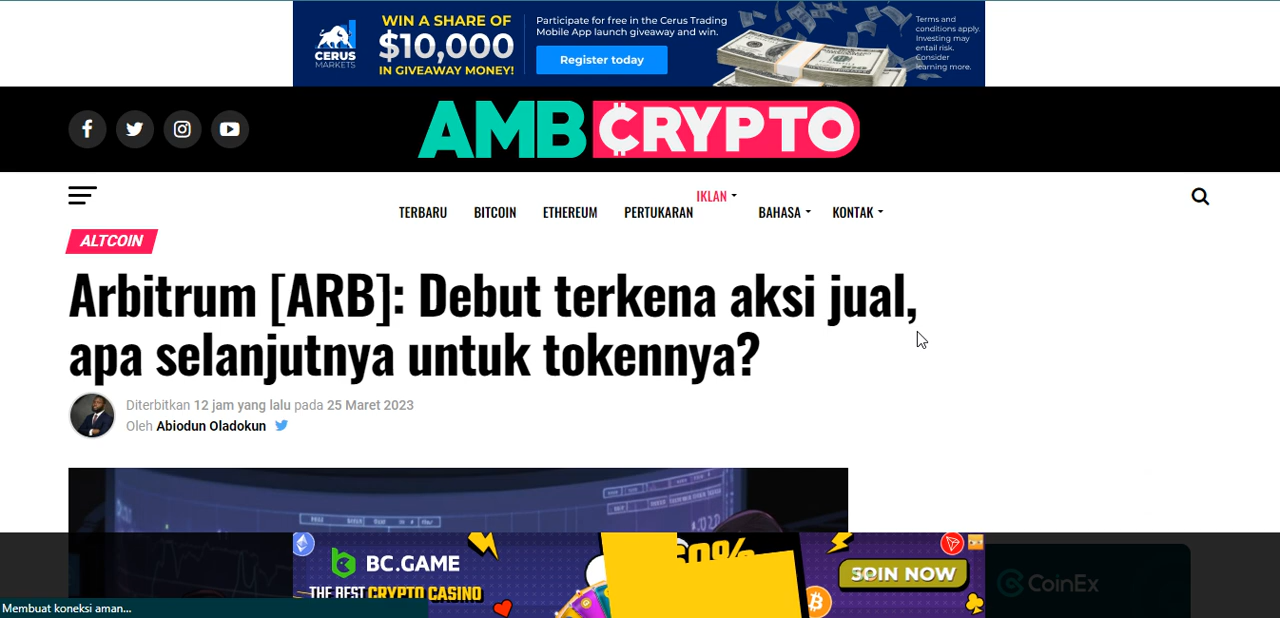 WIN A SHARE OF
$10,000
IN GIVEAWAY MONEY!
CERUS
MARKETS
Participate for free in the Cerus Trading
Mobile App launch giveaway and win.
Register today
Terms and
conditions apply.
Investing may
entail risk.
Consider
learning more.
AMBCRYPTO
TERBARU BITCOIN ETHEREUM PERTUKARAN IKLAN BAHASA KONTAK
ALTCOIN
Arbitrum [ARB]: Debut terkena aksi jual,
apa selanjutnya untuk tokennya?
Diterbitkan 12 jam yang lalu pada 25 Maret 2023
Oleh Abiodun Oladokun
BC.GAME
THE BEST CRYPTO CASINO
SPIN NOW
CoinEx
Membuat koneksi aman...